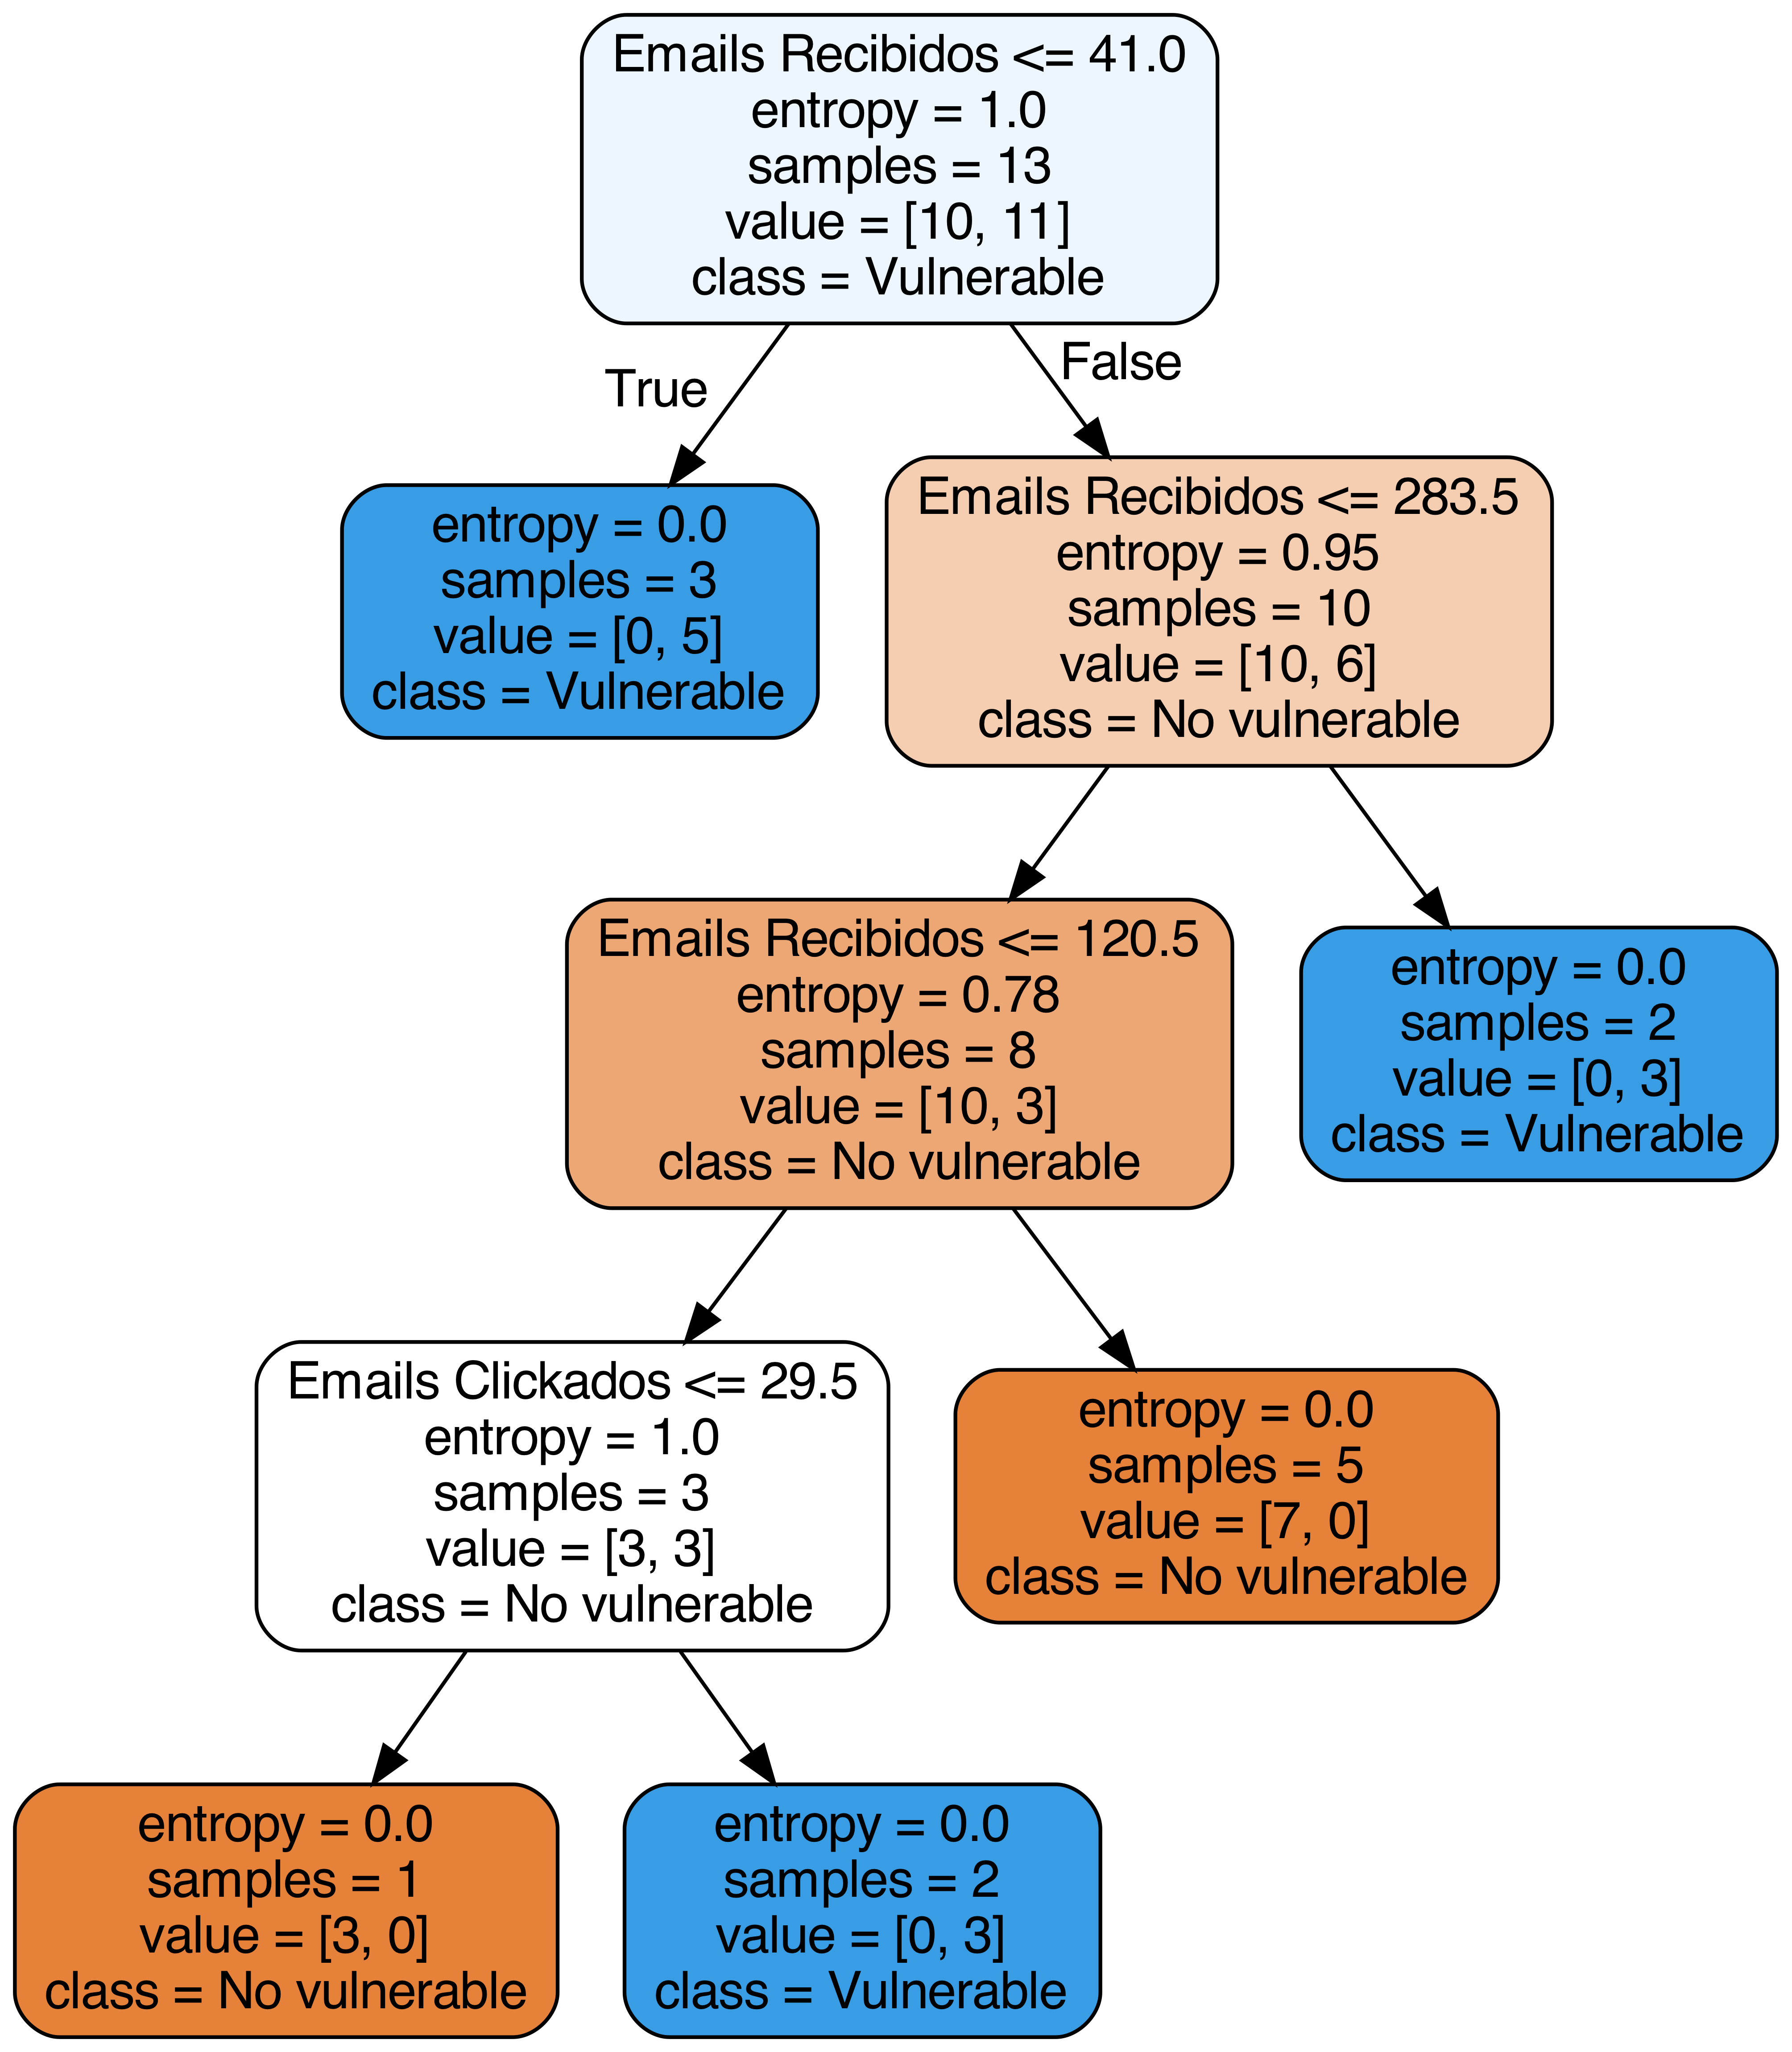 Emails Recibidos <= 41.0
entropy = 1.0
samples = 13
value = [10, 11]
class = Vulnerable
True
False
entropy = 0.0
samples = 3
value = [0, 5]
class = Vulnerable
Emails Recibidos <= 283.5
entropy = 0.95
samples = 10
value = [10, 6]
class = No vulnerable
Emails Recibidos <= 120.5
entropy = 0.78
samples = 8
value = [10, 3]
class = No vulnerable
entropy = 0.0
samples = 2
value = [0, 3]
class = Vulnerable
Emails Clickados <= 29.5
entropy = 1.0
samples = 3
value = [3, 3]
class = No vulnerable
entropy = 0.0
samples = 5
value = [7, 0]
class = No vulnerable
entropy = 0.0
samples = 1
value = [3, 0]
class = No vulnerable
entropy = 0.0
samples = 2
value = [0, 3]
class = Vulnerable